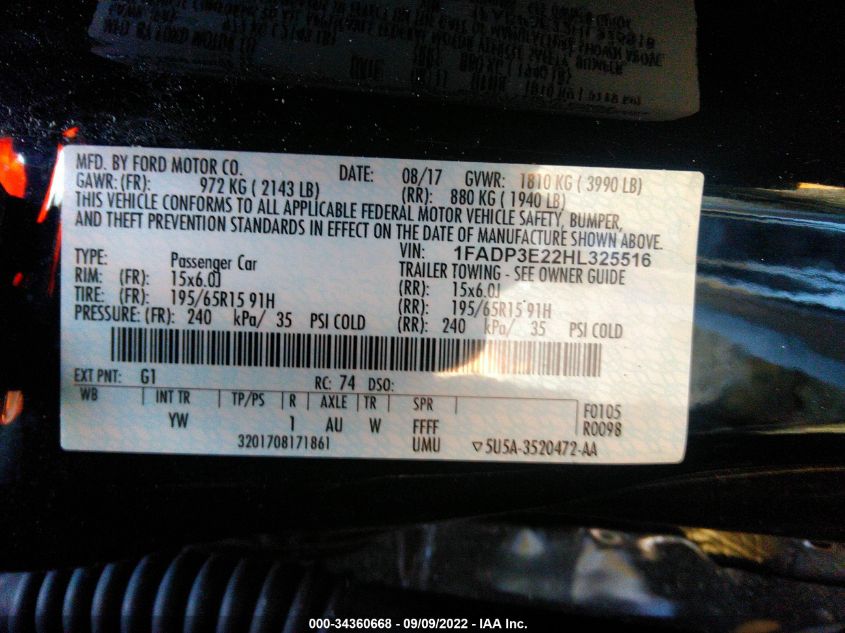 MFD. BY FORD MOTOR CO. DATE: 08/17 GVWR: 1810 KG ( 3990 LB)
GAWR: (FR): 972 KG ( 2143 LB) (RR): 880 KG ( 1940 LB)
THIS VEHICLE CONFORMS TO ALL APPLICABLE FEDERAL MOTOR VEHICLE SAFETY, BUMPER,
AND THEFT PREVENTION STANDARDS IN EFFECT ON THE DATE OF MANUFACTURE SHOWN ABOVE.
VIN: 1FADP3E22HL325516
TYPE: Passenger Car TRAILER TOWING - SEE OWNER GUIDE
RIM: (FR) 15x6.0J (RR): 15x6.0J
TIRE: (FR): 195/65R15 91H (RR): 195/65R15 91H
PRESSURE: (FR): 240 kPa/ 35 PSI COLD (RR): 240 kPa/ 35 PSI COLD
EXT PNT: G1 RC: 74 DSO:
WB INT TR TP/PS R AXLE TR SPR F0105
YW 1 AU W FFFF R0098
3201708171861 UMU ▽5U5A-3520472-AA
000-34360668 - 09/09/2022 - IAA Inc.